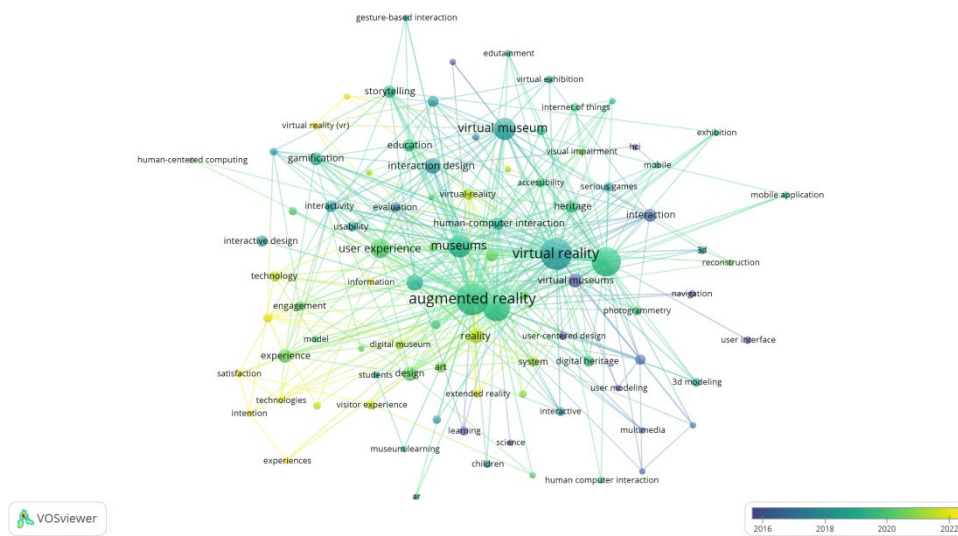 gesture-based interaction
edutainment
virtual exhibition
storytelling
internet of things
virtual reality (vr)
virtual museum
exhibition
education
visual impairment
hci
human-centered computing
gamification
interaction design
mobile
accessibility
serious games
virtual-reality
mobile application
interactivity
evaluation
heritage
interaction
usability
human-computer interaction
interactive design
user experience
museums
virtual reality
3d
reconstruction
technology
information
virtual museums
navigation
augmented reality
engagement
photogrammetry
model
digital museum
reality
user-centered design
user interface
experience
art
system
digital heritage
satisfaction
students
design
3d modeling
user modeling
technologies
visitor experience
extended reality
intention
interactive
learning
multimedia
science
museum learning
experiences
children
human computer interaction
ar
VOSviewer
2016 2018 2020 2022